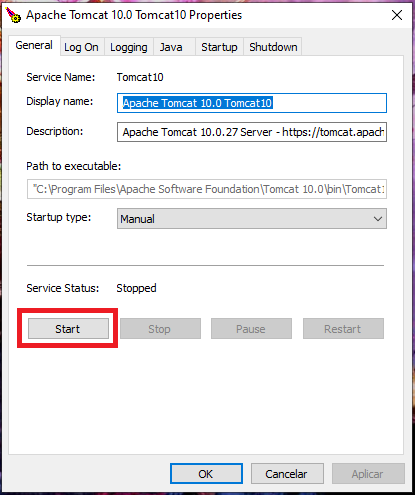 Apache Tomcat 10.0 Tomcat10 Properties
General Log On Logging Java Startup Shutdown
Service Name: Tomcat10
Display name: Apache Tomcat 10.0 Tomcat10
Description: Apache Tomcat 10.0.27 Server - https://tomcat.apach
Path to executable:
"C:\Program Files\Apache Software Foundation\Tomcat 10.0\bin\Tomcat1
Startup type: Manual
Service Status: Stopped
Start Stop Pause Restart
OK Cancelar Aplicar